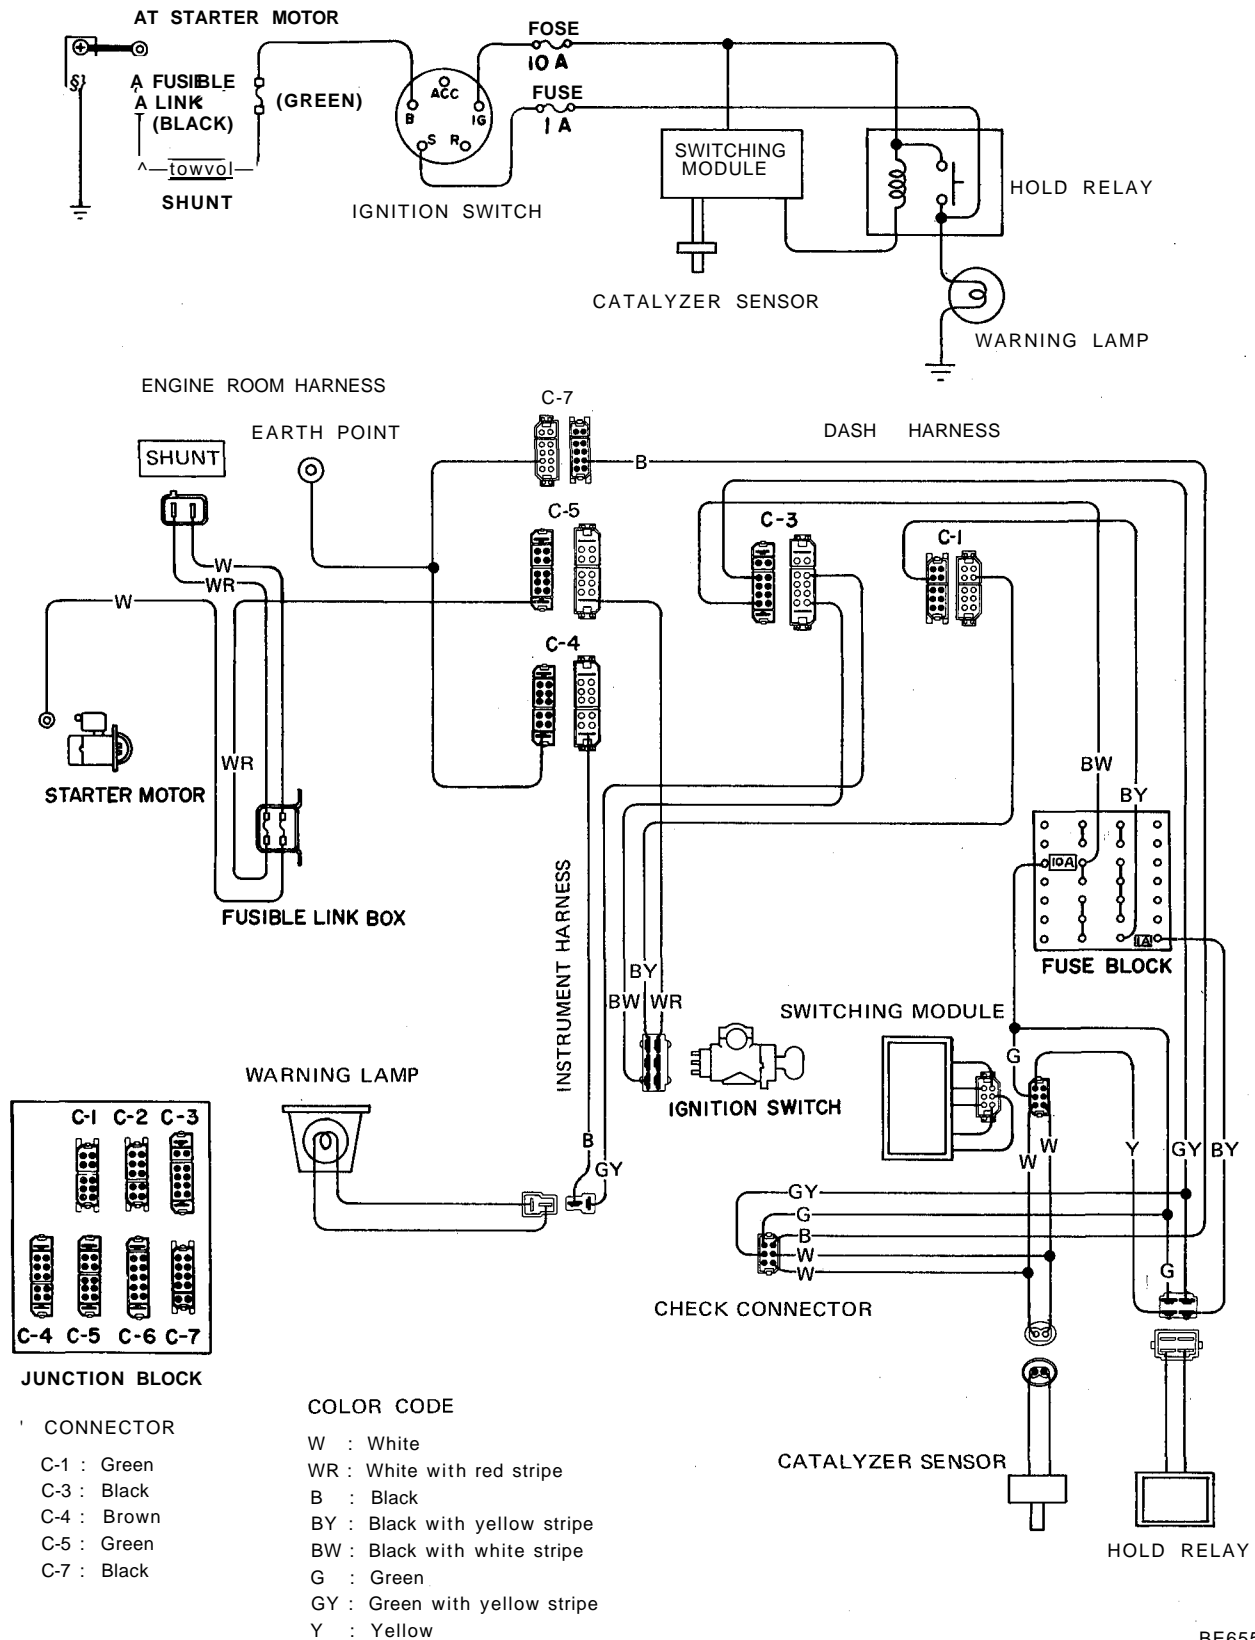 AT STARTER MOTOR
A FUSIBLE
A LINK
(BLACK)
(GREEN)
^—towvol—
SHUNT
ACC
B
IG
S
R
IGNITION SWITCH
FOSE
10 A
FUSE
1 A
SWITCHING
MODULE
CATALYZER SENSOR
HOLD RELAY
WARNING LAMP
ENGINE ROOM HARNESS
EARTH POINT
DASH HARNESS
SHUNT
C-7
B
C-5
C-3
C-1
W
WR
W
C-4
WR
BW
BY
STARTER MOTOR
FUSIBLE LINK BOX
10A
1A
FUSE BLOCK
INSTRUMENT HARNESS
BY
BW WR
SWITCHING MODULE
G
IGNITION SWITCH
WARNING LAMP
B
GY
W
W
Y
GY
BY
GY
G
B
W
W
G
CHECK CONNECTOR
C-1 C-2 C-3
C-4 C-5 C-6 C-7
JUNCTION BLOCK
CONNECTOR
C-1 : Green
C-3 : Black
C-4 : Brown
C-5 : Green
C-7 : Black
COLOR CODE
W : White
WR : White with red stripe
B : Black
BY : Black with yellow stripe
BW : Black with white stripe
G : Green
GY : Green with yellow stripe
Y : Yellow
CATALYZER SENSOR
HOLD RELAY